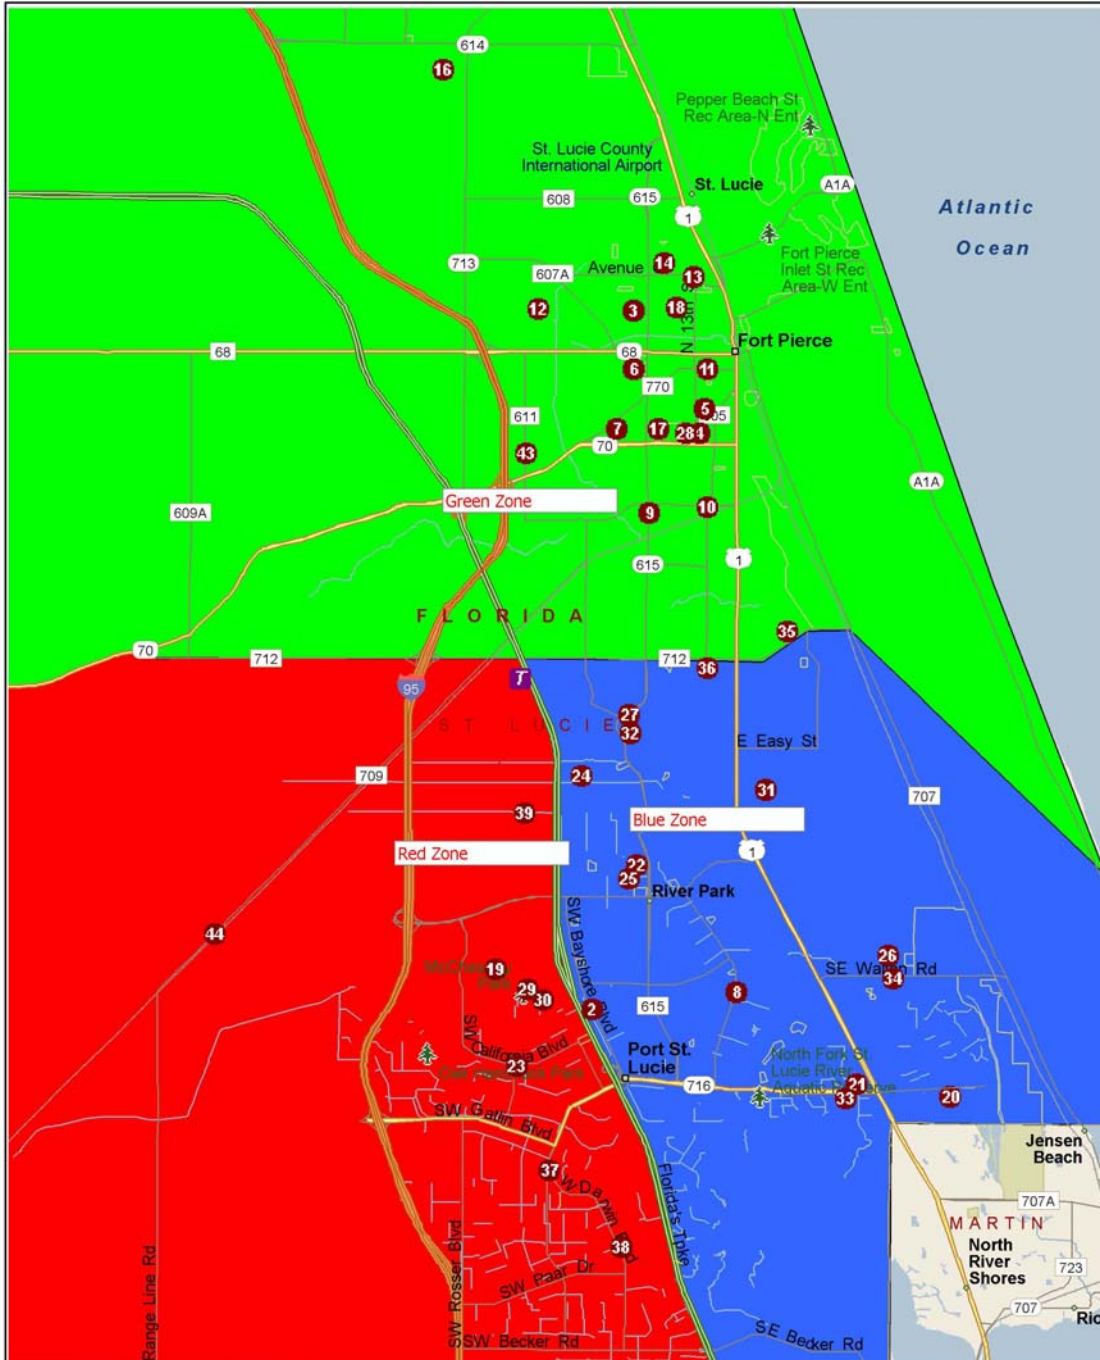 614
16
Pepper Beach St
Rec Area-N Ent
St. Lucie County
International Airport
St. Lucie
A1A
608
615
1
Atlantic
Ocean
Fort Pierce
Inlet St Rec
Area-W Ent
713
607A
Avenue
14
13
12
3
18
N 13th S
68
68
Fort Pierce
6
11
770
611
5
05
7
17
28
4
70
43
A1A
Green Zone
609A
9
10
615
1
FLORIDA
35
70
712
712
36
T
95
27
ST LUCIE
32
E Easy St
709
24
31
707
39
Blue Zone
Red Zone
1
22
25
River Park
44
SW Bayshore Blvd
26
SE Walton Rd
34
19
Park
29
30
2
615
8
SW California Blvd
23
Port St.
Lucie
716
North Fork St.
Lucie River
Aquatic Reserve
21
33
20
SW Gatlin Blvd
Jensen
Beach
37
W Darwin Blvd
Florida's Tpke
707A
MARTIN
North
River
Shores
38
723
SW Paar Dr
Range Line Rd
SW Rosser Blvd
707
Rio
SW Becker Rd
SE Becker Rd